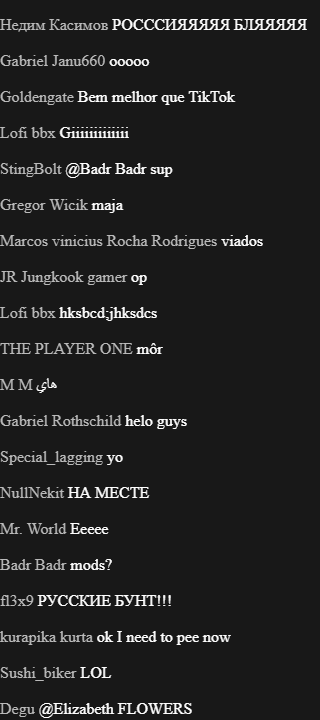 Недим Касимов РОСССИЯЯЯЯЯ БЛЯЯЯЯЯ
Gabriel Janu660 ooooo
Goldengate Bem melhor que TikTok
Lofi bbx Giiiiiiiiiiiii
StingBolt @Badr Badr sup
Gregor Wicik maja
Marcos vinicius Rocha Rodrigues viados
JR Jungkook gamer op
Lofi bbx hksbcd;jhksdcs
THE PLAYER ONE môr
M M هاي
Gabriel Rothschild helo guys
Special_lagging yo
NullNekit НА МЕСТЕ
Mr. World Eeeee
Badr Badr mods?
fl3x9 РУССКИЕ БУНТ!!!
kurapika kurta ok I need to pee now
Sushi_biker LOL
Degu @Elizabeth FLOWERS